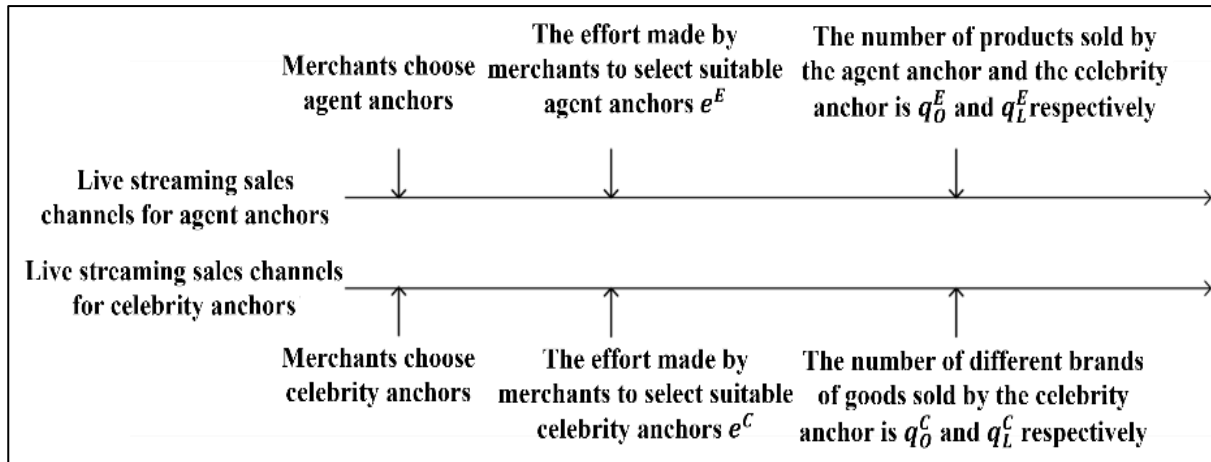 Merchants choose
agent anchors
The effort made by
merchants to select suitable
agent anchors e^E
The number of products sold by
the agent anchor and the celebrity
anchor is q_O^E and q_L^E respectively
Live streaming sales
channels for agent anchors
Live streaming sales channels
for celebrity anchors
Merchants choose
celebrity anchors
The effort made by
merchants to select suitable
celebrity anchors e^C
The number of different brands
of goods sold by the celebrity
anchor is q_O^C and q_L^C respectively